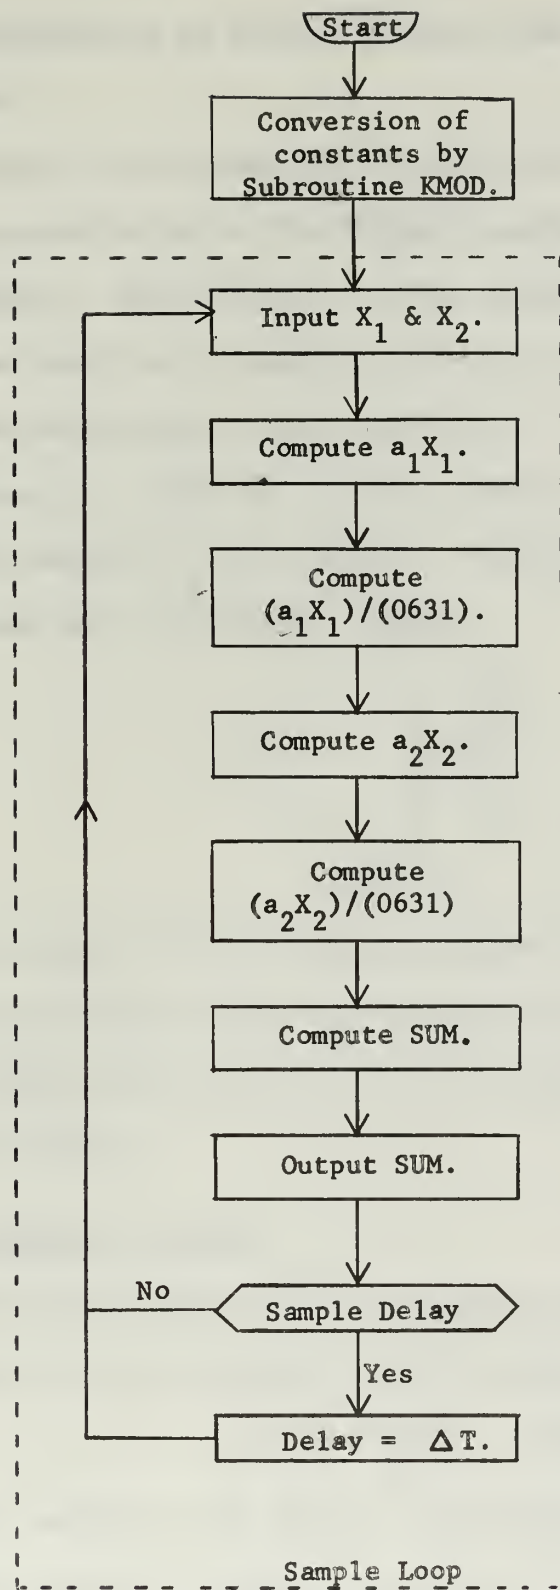 Start
Conversion of
constants by
Subroutine KMOD.
Input X₁ & X₂.
Compute a₁X₁.
Compute
(a₁X₁)/(0631).
Compute a₂X₂.
Compute
(a₂X₂)/(0631)
Compute SUM.
Output SUM.
No
Sample Delay
Yes
Delay = Δ T.
Sample Loop